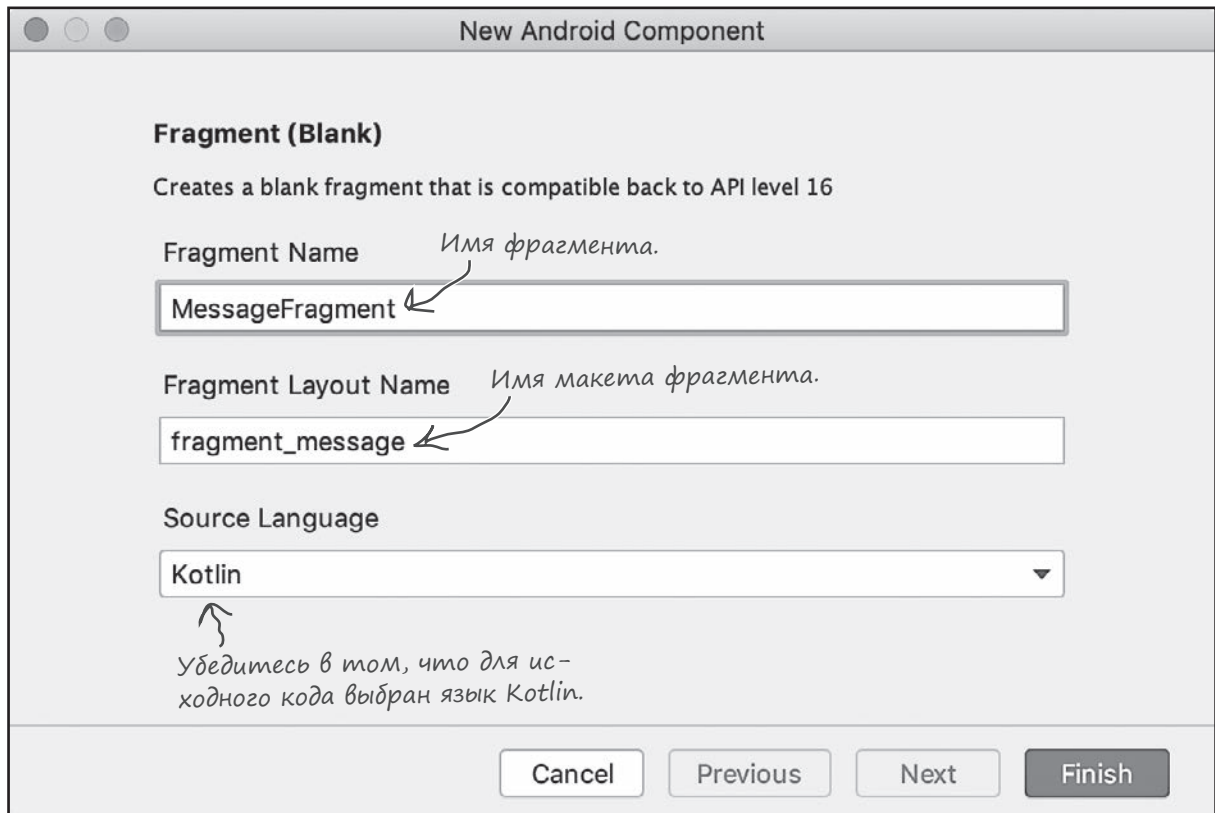 New Android Component
Fragment (Blank)
Creates a blank fragment that is compatible back to API level 16
Имя фрагмента.
Fragment Name
MessageFragment
Имя макета фрагмента.
Fragment Layout Name
fragment_message
Source Language
Kotlin
Убедитесь в том, что для ис-
ходного кода выбран язык Kotlin.
Cancel
Previous
Next
Finish